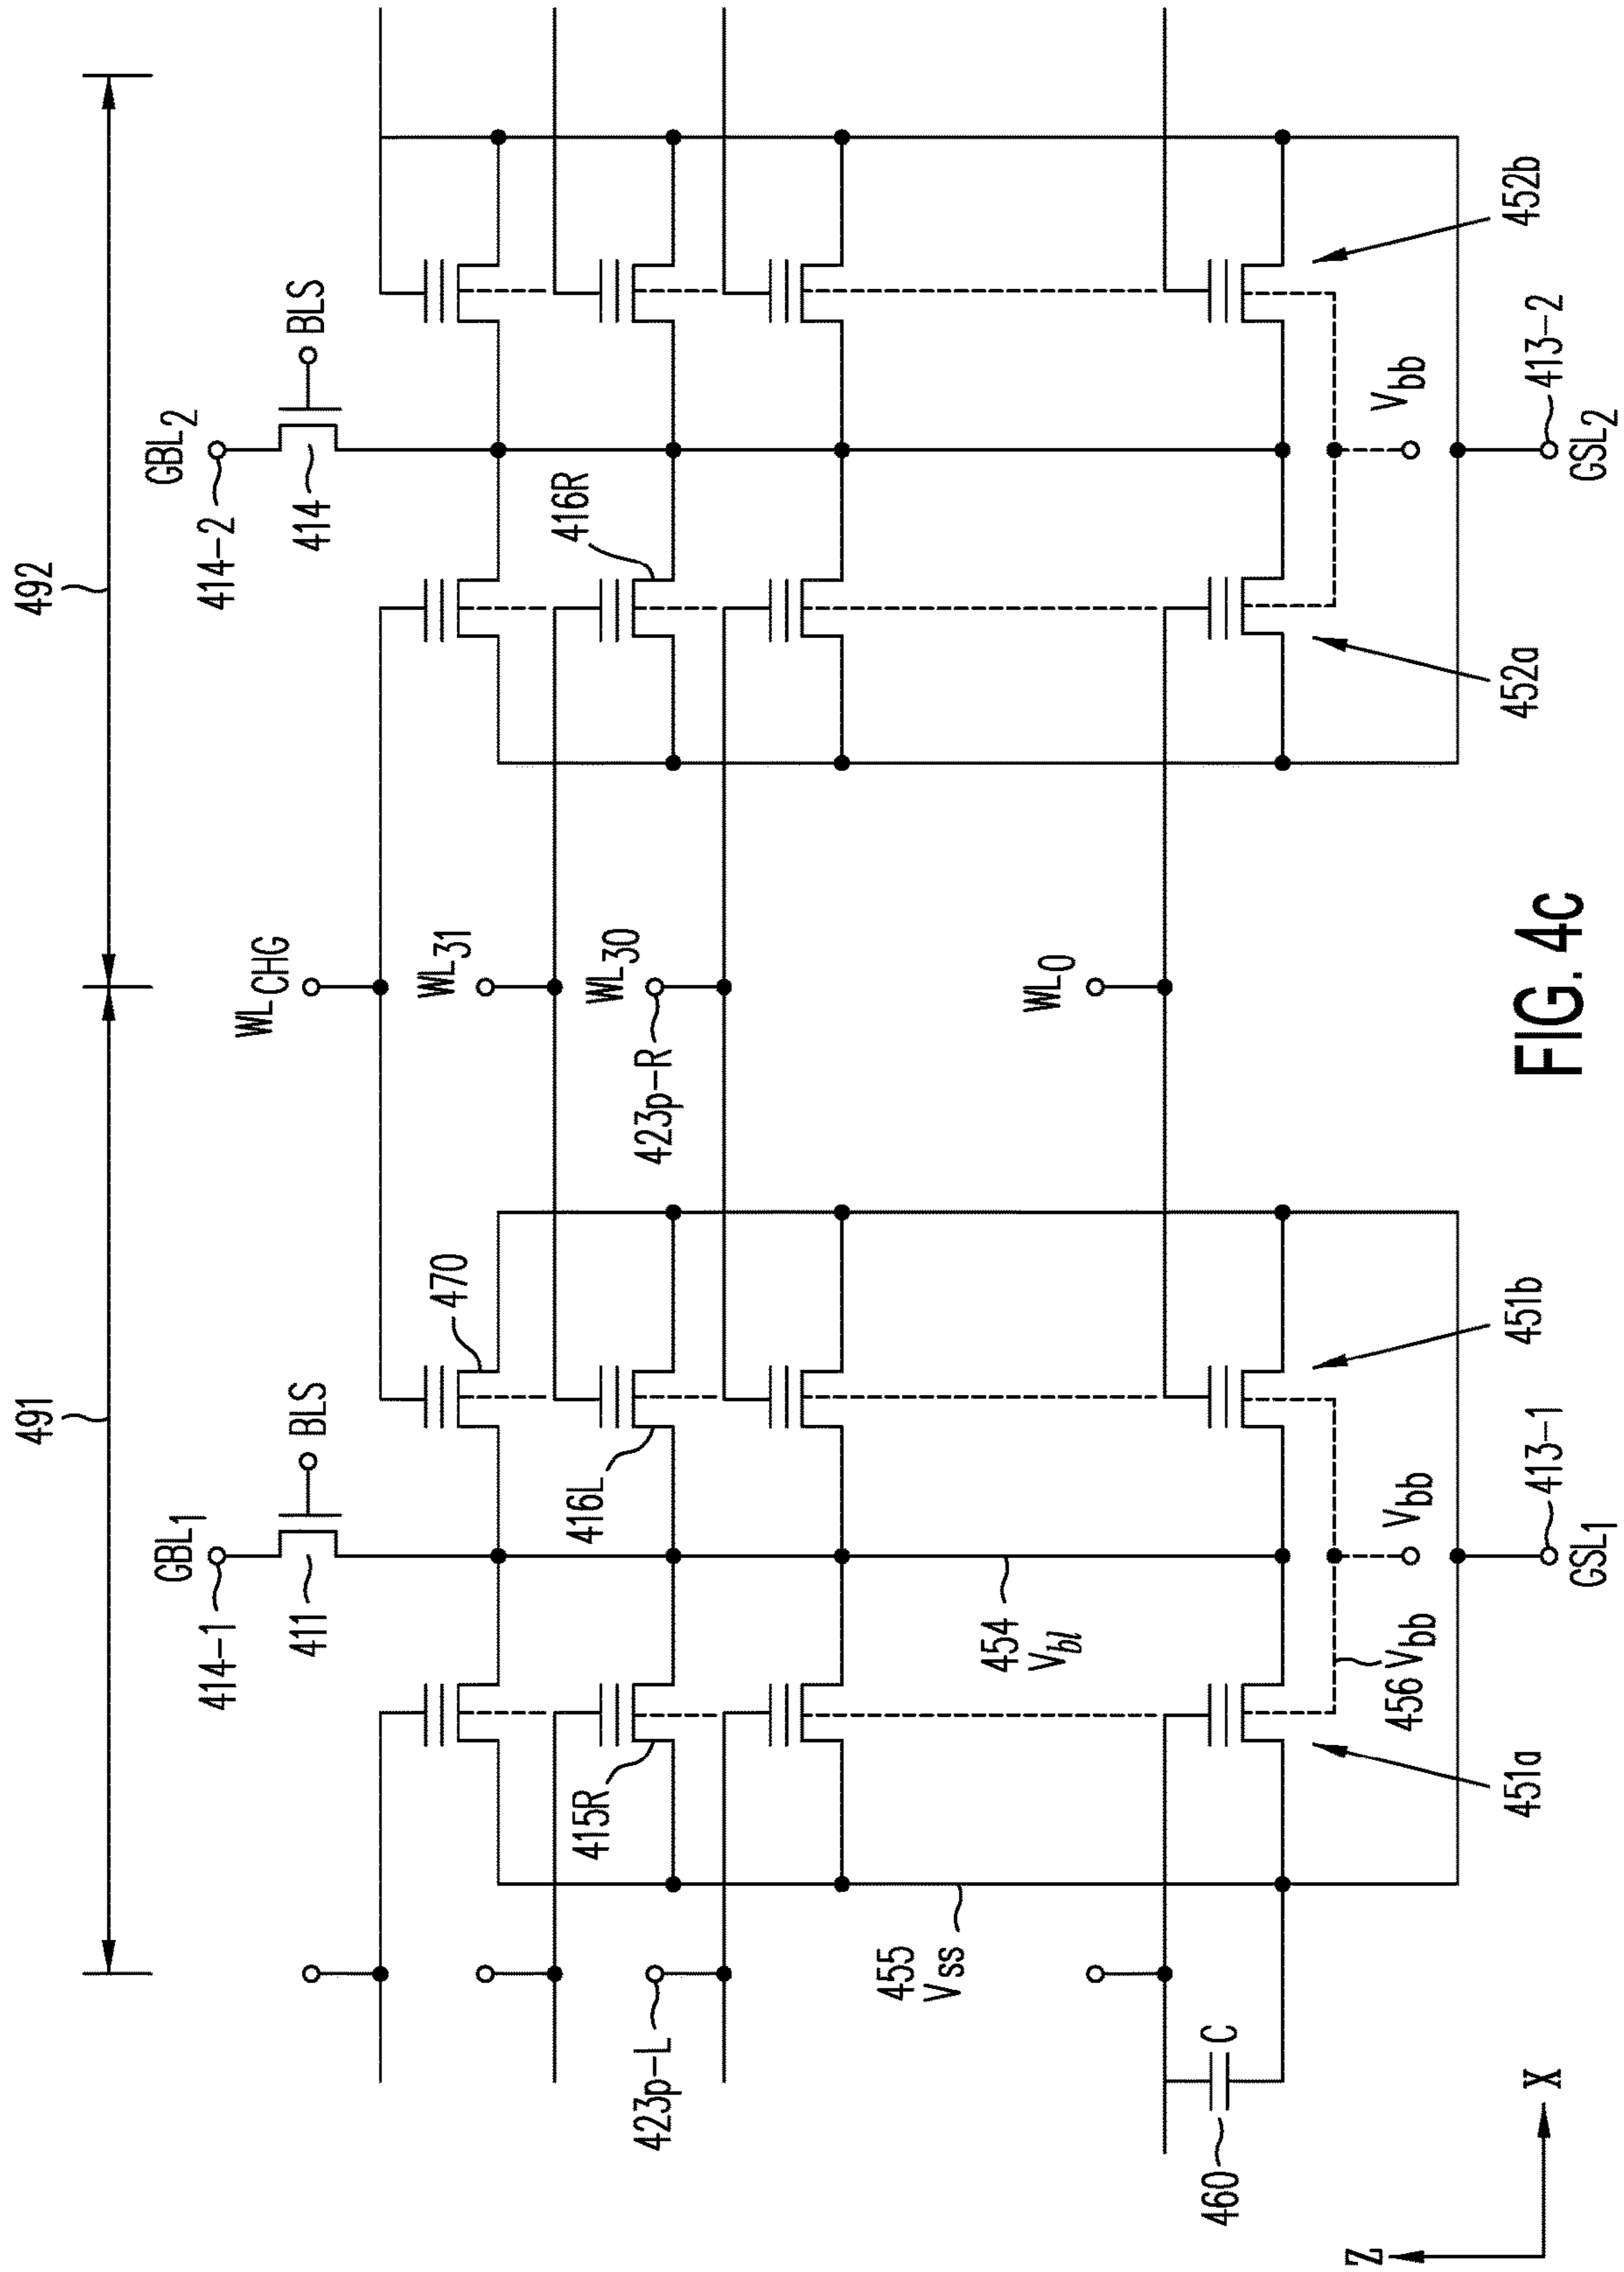 491
492
GBL1
GBL2
414-1
414-2
BLS
BLS
411
414
WLCHG
470
WL31
416L
416R
415R
WL30
423p-L
423p-R
454
Vbl
455
Vss
WL0
460
C
456 Vbb
Vbb
Vbb
451a
451b
452a
452b
413-1
413-2
GSL1
GSL2
Z
X
FIG. 4c